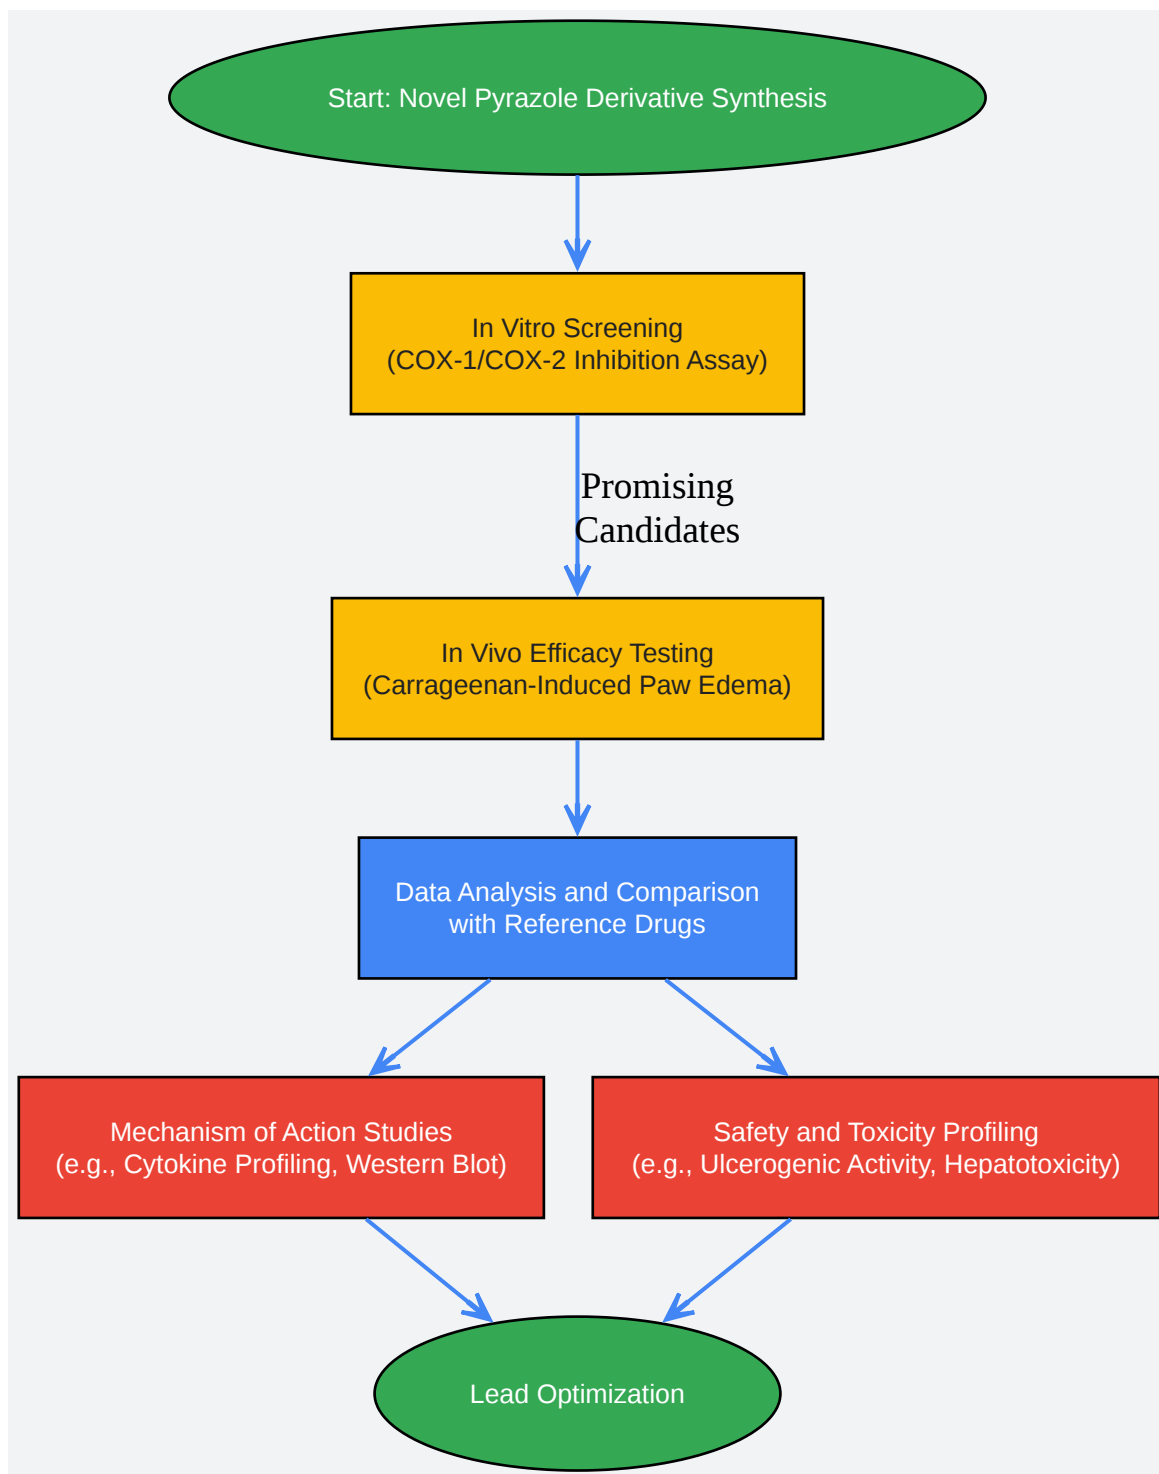 Start: Novel Pyrazole Derivative Synthesis
In Vitro Screening
(COX-1/COX-2 Inhibition Assay)
Promising
Candidates
In Vivo Efficacy Testing
(Carrageenan-Induced Paw Edema)
Data Analysis and Comparison
with Reference Drugs
Mechanism of Action Studies
(e.g., Cytokine Profiling, Western Blot)
Safety and Toxicity Profiling
(e.g., Ulcerogenic Activity, Hepatotoxicity)
Lead Optimization